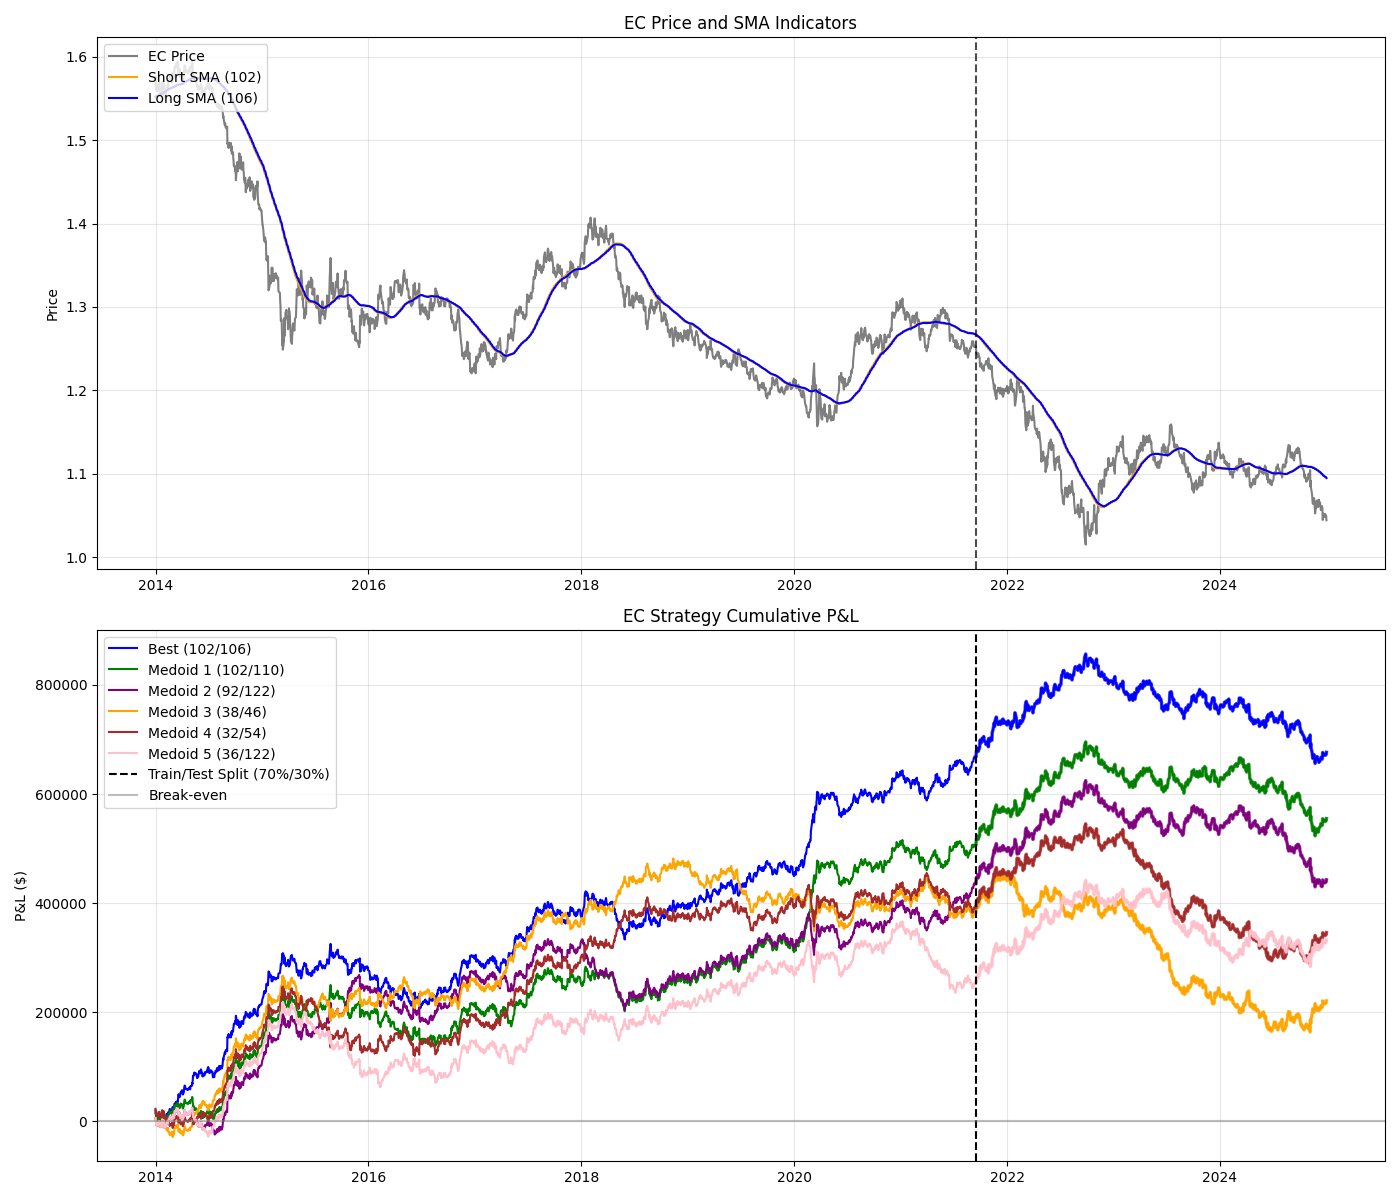 EC Price and SMA Indicators
EC Price
Short SMA (102)
Long SMA (106)
Price
1.6
1.5
1.4
1.3
1.2
1.1
1.0
2014 2016 2018 2020 2022 2024
EC Strategy Cumulative P&L
Best (102/106)
Medoid 1 (102/110)
Medoid 2 (92/122)
Medoid 3 (38/46)
Medoid 4 (32/54)
Medoid 5 (36/122)
Train/Test Split (70%/30%)
Break-even
P&L ($)
800000
600000
400000
200000
0
2014 2016 2018 2020 2022 2024